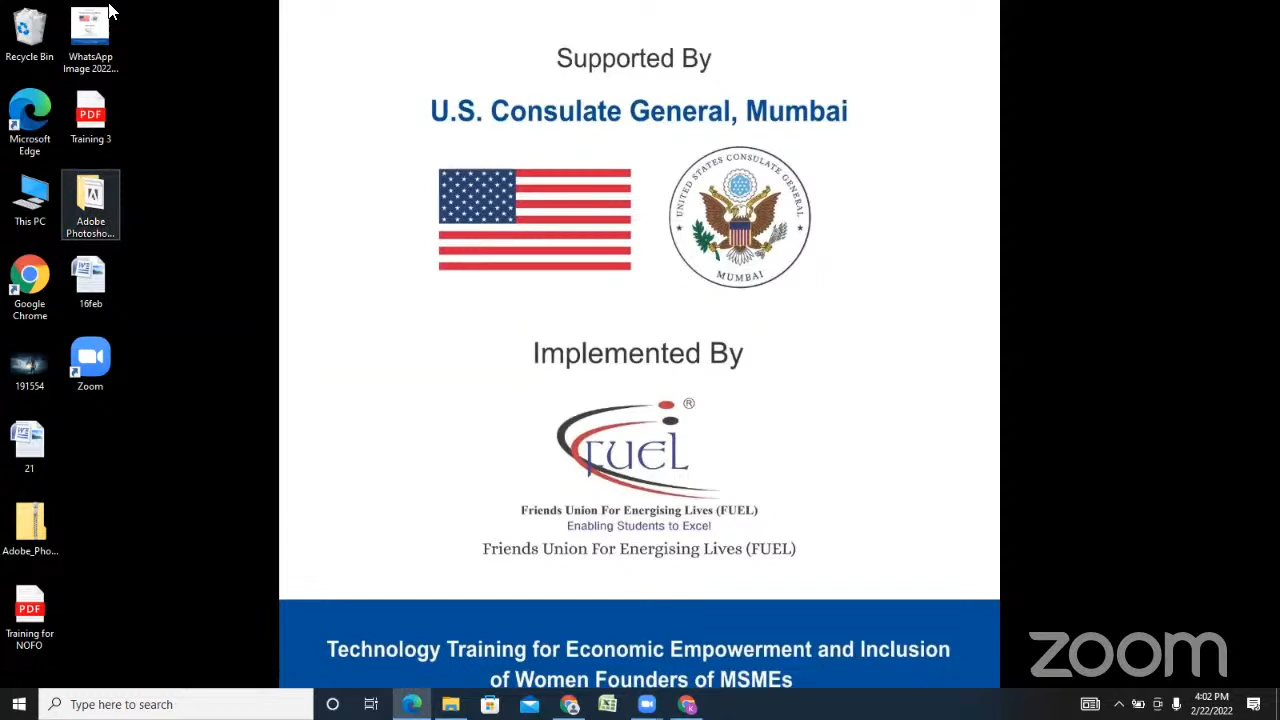 Recycle Bin
WhatsApp
Image 2022...
Microsoft
Edge
PDF
Training 3
This PC
Adobe
Photosho...
Google
Chrome
16feb
191554
Zoom
21
Adobe_Pho...
PDF
Training for
NOFO
Supported By
U.S. Consulate General, Mumbai
UNITED STATES CONSULATE GENERAL
MUMBAI
Implemented By
®
FUEL
Friends Union For Energising Lives (FUEL)
Enabling Students to Excel
Friends Union For Energising Lives (FUEL)
Technology Training for Economic Empowerment and Inclusion
of Women Founders of MSMEs
zoom
Type here to search
4:02 PM
2/22/2022